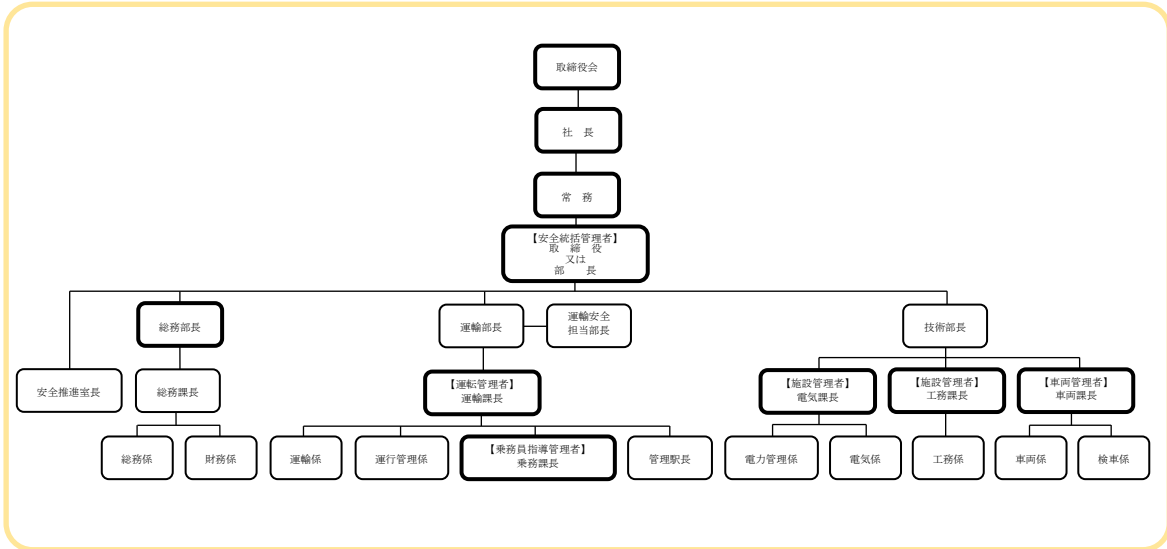 取締役会
社　長
常　務
【安全統括管理者】
取　締　役
又は
部　　長
総務部長
運輸部長
運輸安全
担当部長
技術部長
安全推進室長
総務課長
【運転管理者】
運輸課長
【施設管理者】
電気課長
【施設管理者】
工務課長
【車両管理者】
車両課長
総務係
財務係
運輸係
運行管理係
【乗務員指導管理者】
乗務課長
管理駅長
電力管理係
電気係
工務係
車両係
検車係